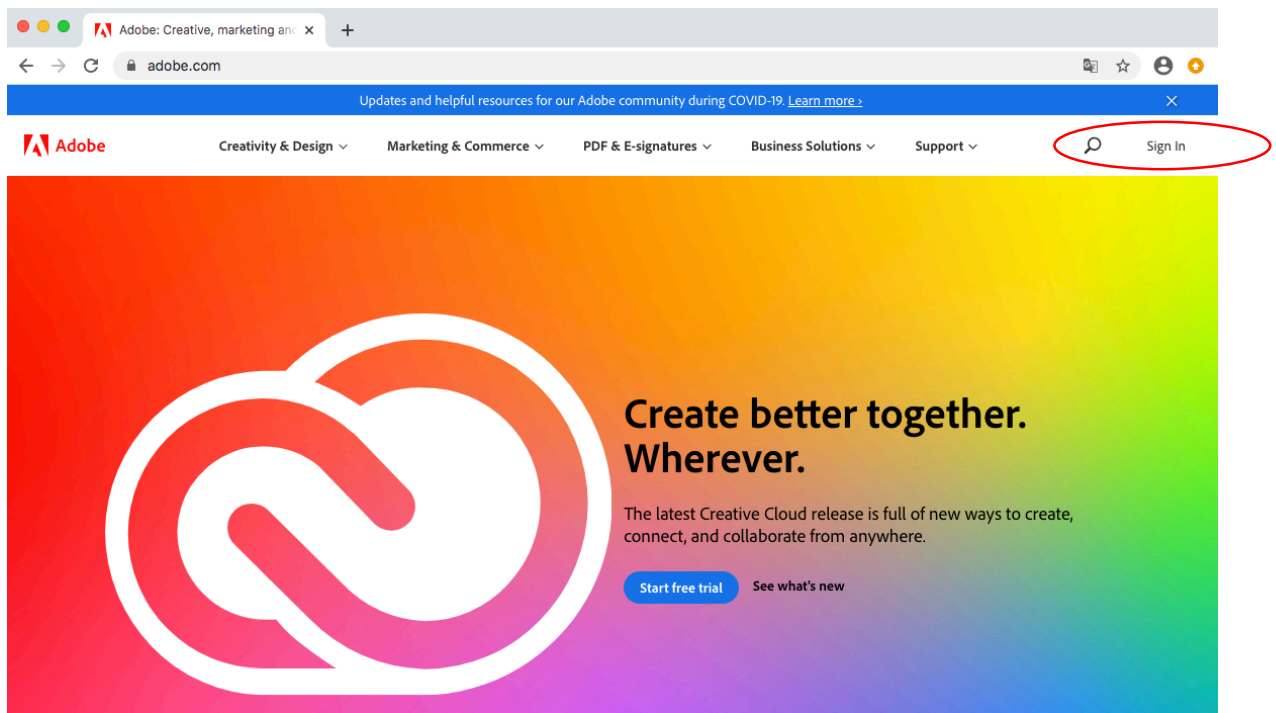 Adobe: Creative, marketing and
adobe.com
Updates and helpful resources for our Adobe community during COVID-19. Learn more ›
Adobe
Creativity & Design
Marketing & Commerce
PDF & E-signatures
Business Solutions
Support
Sign In
Create better together.
Wherever.
The latest Creative Cloud release is full of new ways to create,
connect, and collaborate from anywhere.
Start free trial
See what's new